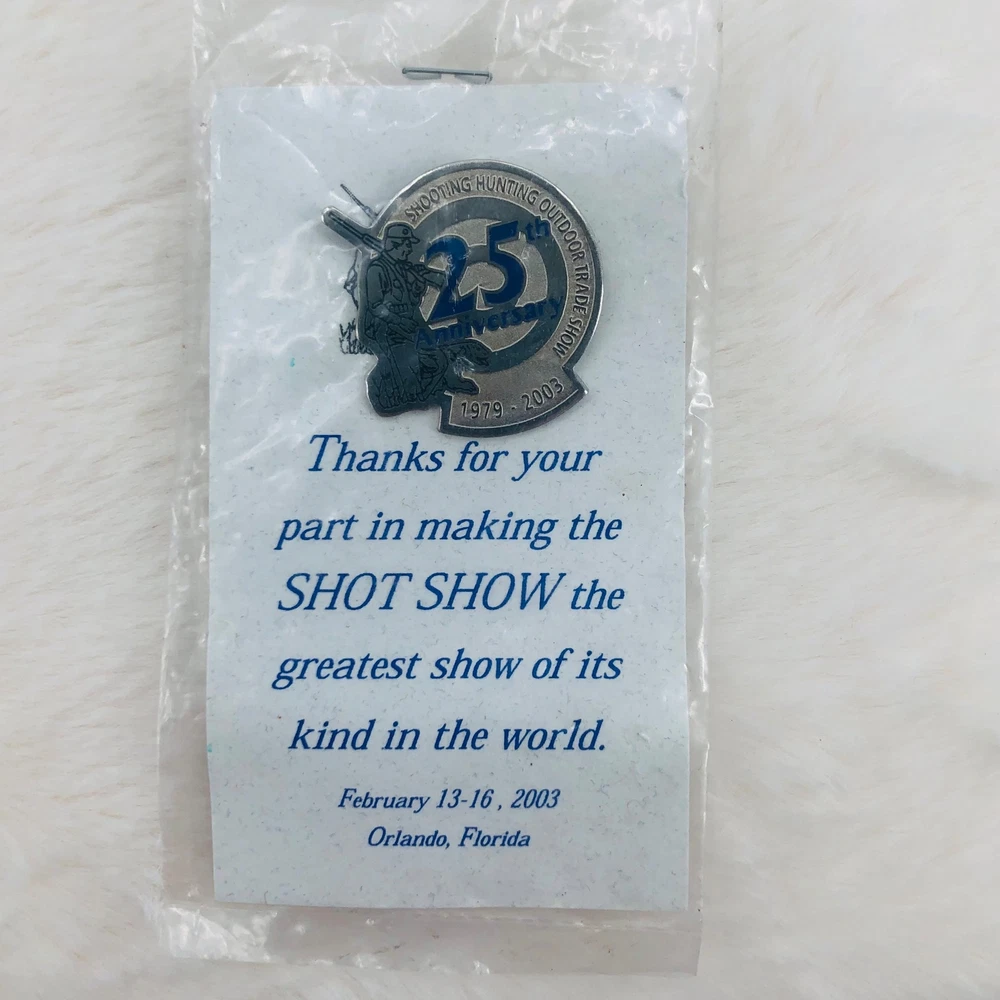 SHOOTING HUNTING OUTDOOR TRADE SHOW
25th
Anniversary
1979 - 2003
Thanks for your
part in making the
SHOT SHOW the
greatest show of its
kind in the world.
February 13-16 , 2003
Orlando, Florida